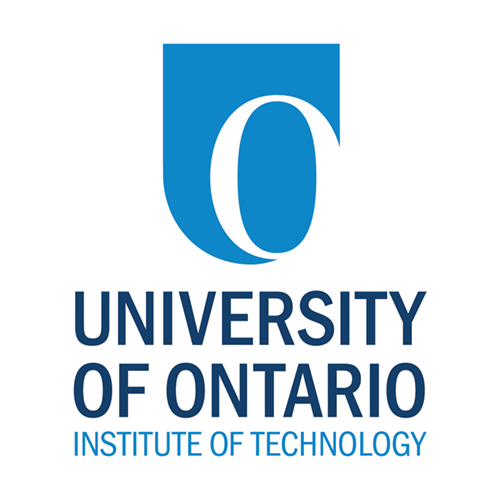 UNIVERSITY
OF ONTARIO
INSTITUTE OF TECHNOLOGY